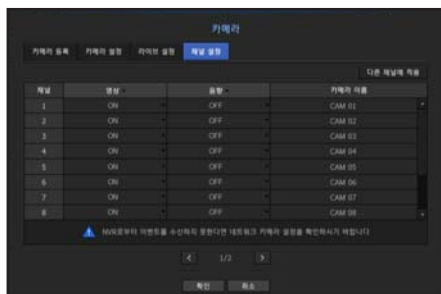 카메라
카메라 등록 카메라 설정 라이브 설정 채널 설정
다른 채널에 적용
채널 영상 음향 카메라 이름
1 ON OFF CAM 01
2 ON OFF CAM 02
3 ON OFF CAM 03
4 ON OFF CAM 04
5 ON OFF CAM 05
6 ON OFF CAM 06
7 ON OFF CAM 07
8 ON OFF CAM 08
NVR로부터 이벤트를 수신하지 못한다면 네트워크 카메라 설정을 확인하시기 바랍니다
< 1/2 >
확인 취소